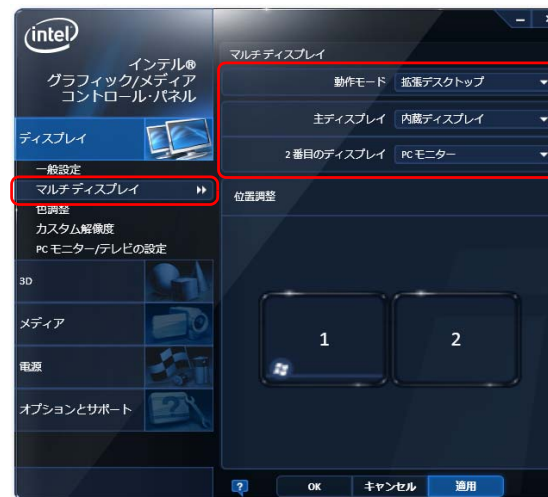 intel
インテル®
グラフィック/メディア
コントロール・パネル
ディスプレイ
一般設定
マルチ ディスプレイ
色調整
カスタム解像度
PC モニター/テレビの設定
3D
メディア
電源
オプションとサポート
マルチ ディスプレイ
動作モード 拡張デスクトップ
主ディスプレイ 内蔵ディスプレイ
2 番目のディスプレイ PC モニター
位置調整
1 2
? OK キャンセル 適用